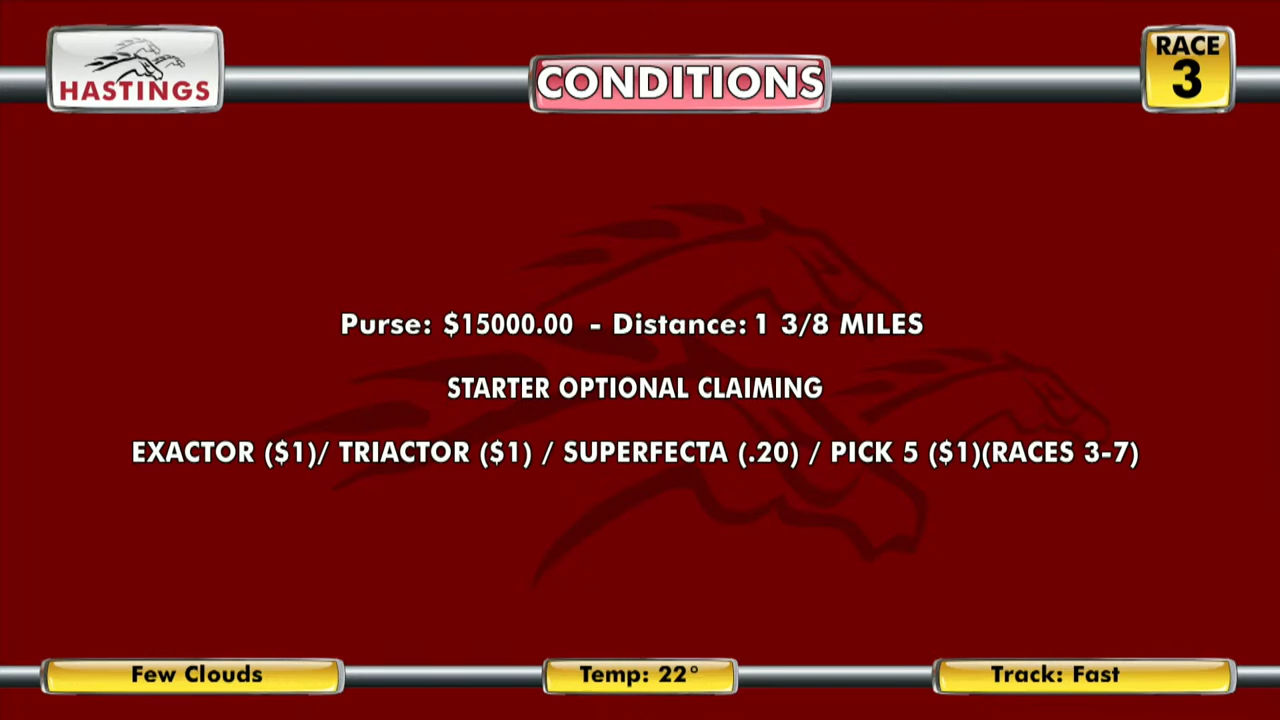 HASTINGS
CONDITIONS
RACE
3
Purse: $15000.00 - Distance: 1 3/8 MILES
STARTER OPTIONAL CLAIMING
EXACTOR ($1)/ TRIACTOR ($1) / SUPERFECTA (.20) / PICK 5 ($1)(RACES 3-7)
Few Clouds
Temp: 22°
Track: Fast